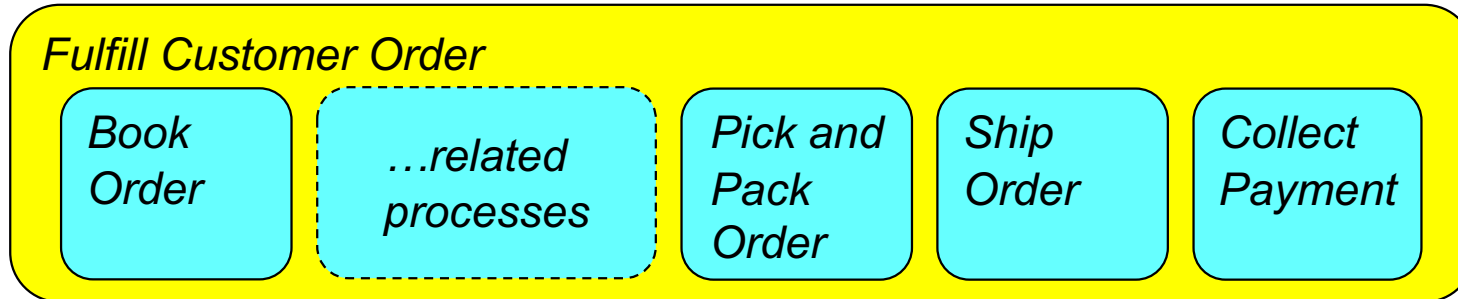 Fulfill Customer Order
Book
Order
…related
processes
Pick and
Pack
Order
Ship
Order
Collect
Payment